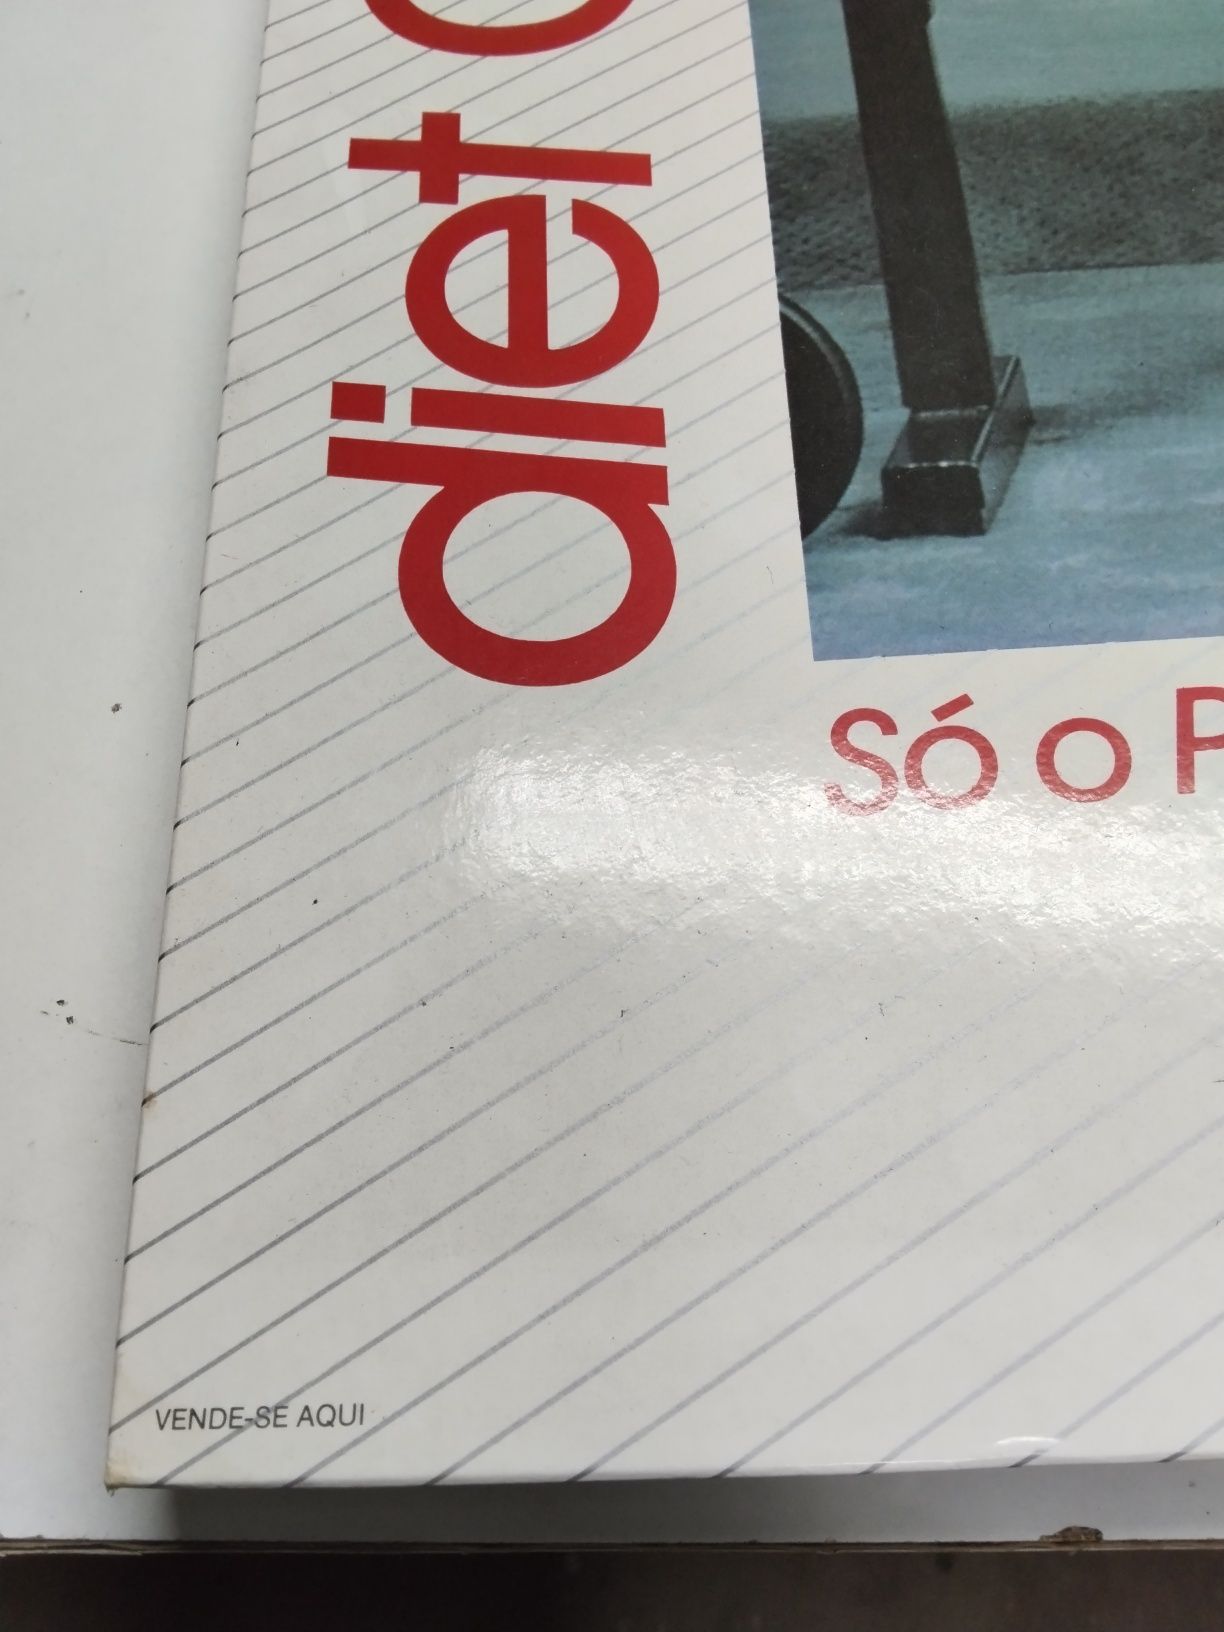 diet
Só o
VENDE-SE AQUI